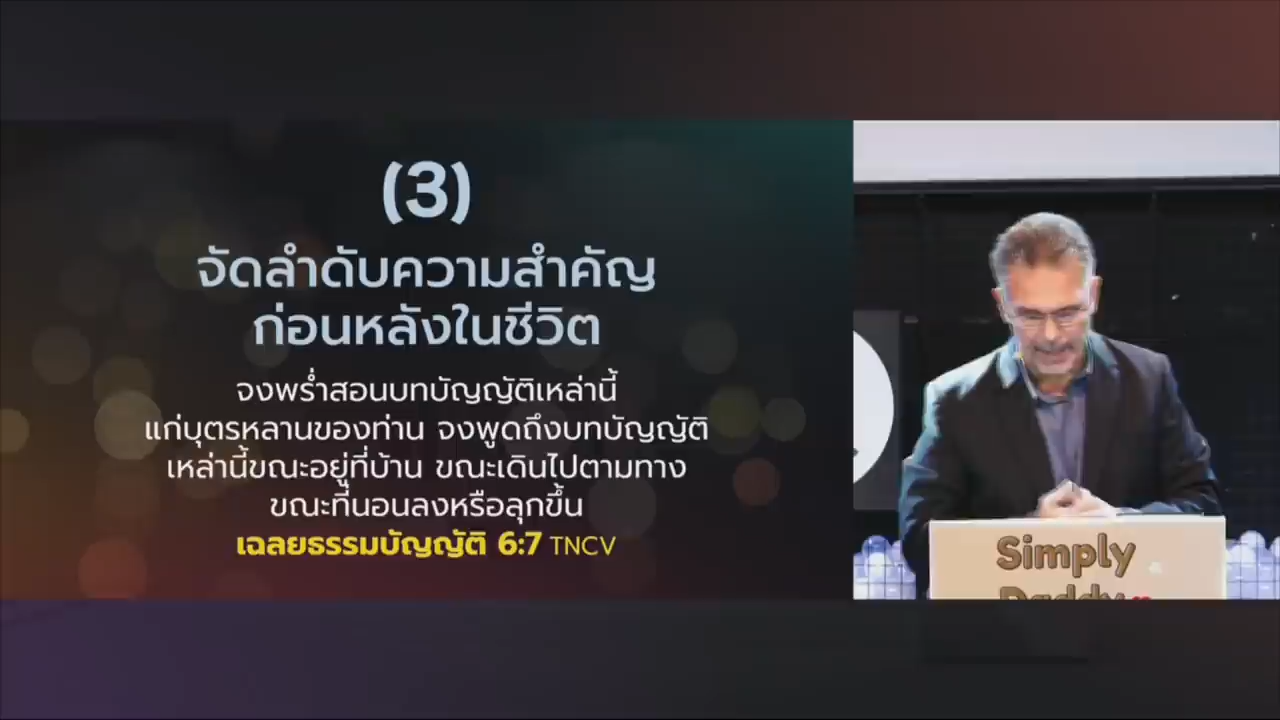 (3)
จัดลำดับความสำคัญ
ก่อนหลังในชีวิต
จงพร่ำสอนบทบัญญัติเหล่านี้
แก่บุตรหลานของท่าน จงพูดถึงบทบัญญัติ
เหล่านี้ขณะอยู่ที่บ้าน ขณะเดินไปตามทาง
ขณะที่นอนลงหรือลุกขึ้น
เฉลยธรรมบัญญัติ 6:7 TNCV
Simply
Daddy